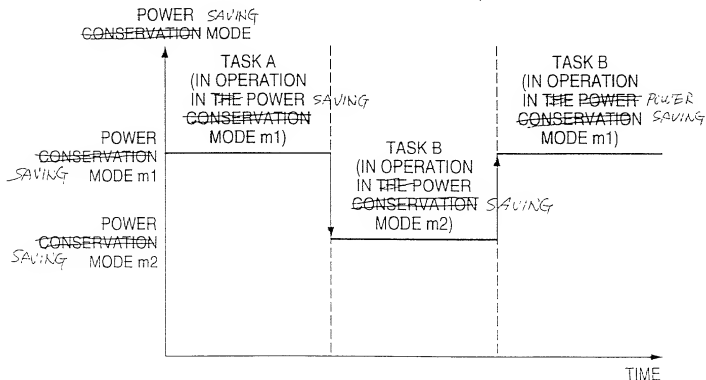 POWER SAVING
CONSERVATION MODE
TASK A
(IN OPERATION
IN THE POWER SAVING
CONSERVATION
MODE m1)
TASK B
(IN OPERATION
IN THE POWER
CONSERVATION SAVING
MODE m2)
TASK B
(IN OPERATION
IN THE POWER POWER
CONSERVATION SAVING
MODE m1)
POWER
CONSERVATION
SAVING MODE m1
POWER
CONSERVATION
SAVING MODE m2
TIME